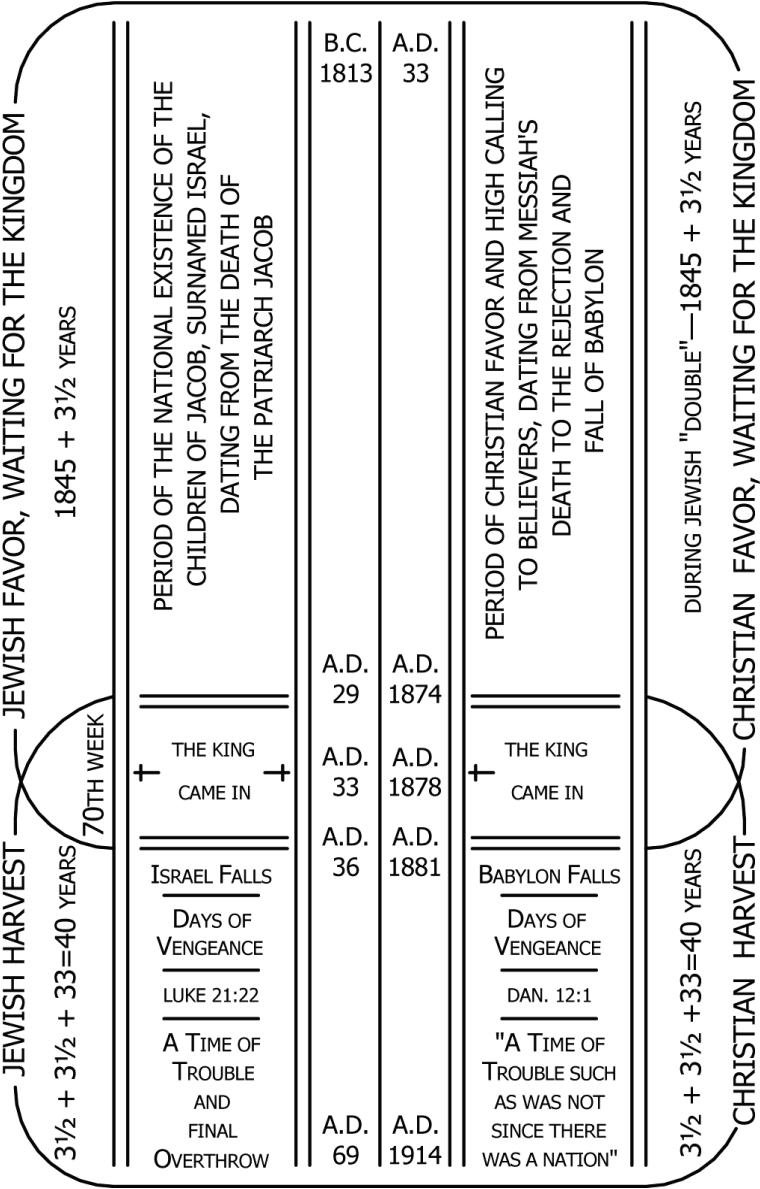 JEWISH FAVOR, WAITING FOR THE KINGDOM
1845 + 3½ YEARS
PERIOD OF THE NATIONAL EXISTENCE OF THE
CHILDREN OF JACOB, SURNAMED ISRAEL,
DATING FROM THE DEATH OF
THE PATRIARCH JACOB
B.C.
1813
A.D.
33
PERIOD OF CHRISTIAN FAVOR AND HIGH CALLING
TO BELIEVERS, DATING FROM MESSIAH'S
DEATH TO THE REJECTION AND
FALL OF BABYLON
DURING JEWISH "DOUBLE"—1845 + 3½ YEARS
CHRISTIAN FAVOR, WAITING FOR THE KINGDOM
A.D.
29
A.D.
1874
70TH WEEK
THE KING
CAME IN
A.D.
33
A.D.
1878
THE KING
CAME IN
A.D.
36
A.D.
1881
JEWISH HARVEST
3½ + 3½ + 33=40 YEARS
ISRAEL FALLS
DAYS OF
VENGEANCE
LUKE 21:22
A TIME OF
TROUBLE
AND
FINAL
OVERTHROW
A.D.
69
A.D.
1914
BABYLON FALLS
DAYS OF
VENGEANCE
DAN. 12:1
"A TIME OF
TROUBLE SUCH
AS WAS NOT
SINCE THERE
WAS A NATION"
3½ + 3½ +33=40 YEARS
CHRISTIAN HARVEST